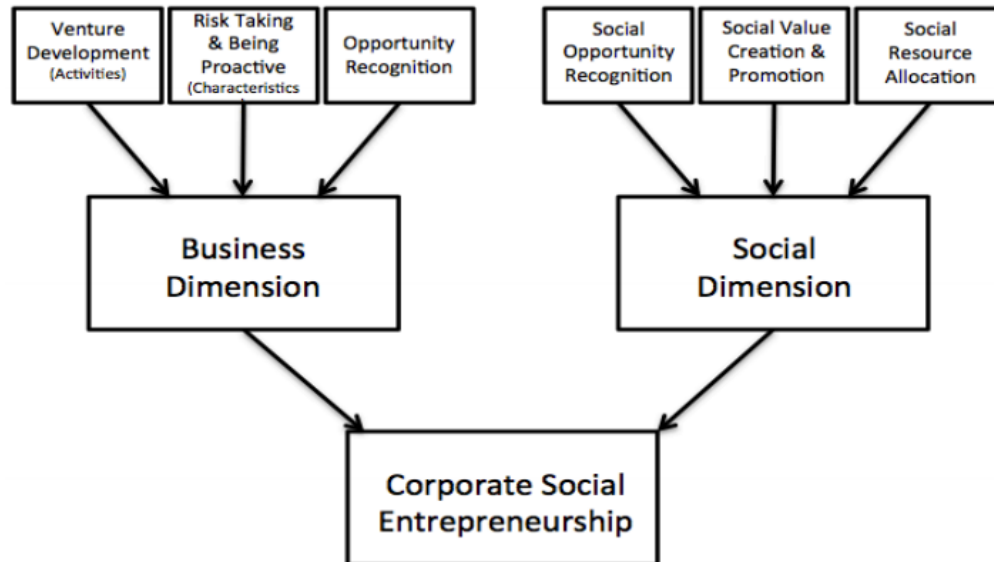 Venture
Development
(Activities)
Risk Taking
& Being
Proactive
(Characteristics
Opportunity
Recognition
Social
Opportunity
Recognition
Social Value
Creation &
Promotion
Social
Resource
Allocation
Business
Dimension
Social
Dimension
Corporate Social
Entrepreneurship